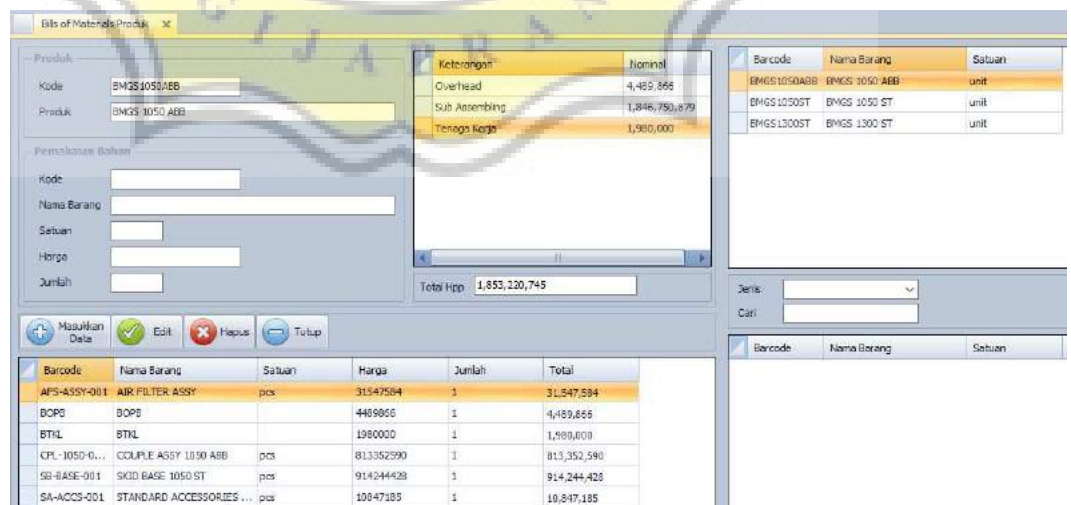 Bills of Materials Produk
Produk
Kode BMGS1050ABB
Produk BMGS 1050 ABB
Pemakaian Bahan
Kode
Nama Barang
Satuan
Harga
Jumlah
Keterangan Nominal
Overhead 4,489,866
Sub Assembling 1,846,750,879
Tenaga Kerja 1,980,000
Total Hpp 1,853,220,745
Barcode Nama Barang Satuan
BMGS1050ABB BMGS 1050 ABB unit
BMGS1050ST BMGS 1050 ST unit
BMGS1300ST BMGS 1300 ST unit
Jenis
Cari
Barcode Nama Barang Satuan
Masukkan Data
Edit
Hapus
Tutup
Barcode Nama Barang Satuan Harga Jumlah Total
APS-ASSY-001 AIR FILTER ASSY pcs 31547584 1 31,547,584
BOPB BOPB 4489866 1 4,489,866
BTKL BTKL 1980000 1 1,980,000
CPL-1050-0... COUPLE ASSY 1050 ABB pcs 813352590 1 813,352,590
SB-BASE-001 SKID BASE 1050 ST pcs 914244428 1 914,244,428
SA-ACCS-001 STANDARD ACCESSORIES ... pcs 10847185 1 10,847,185